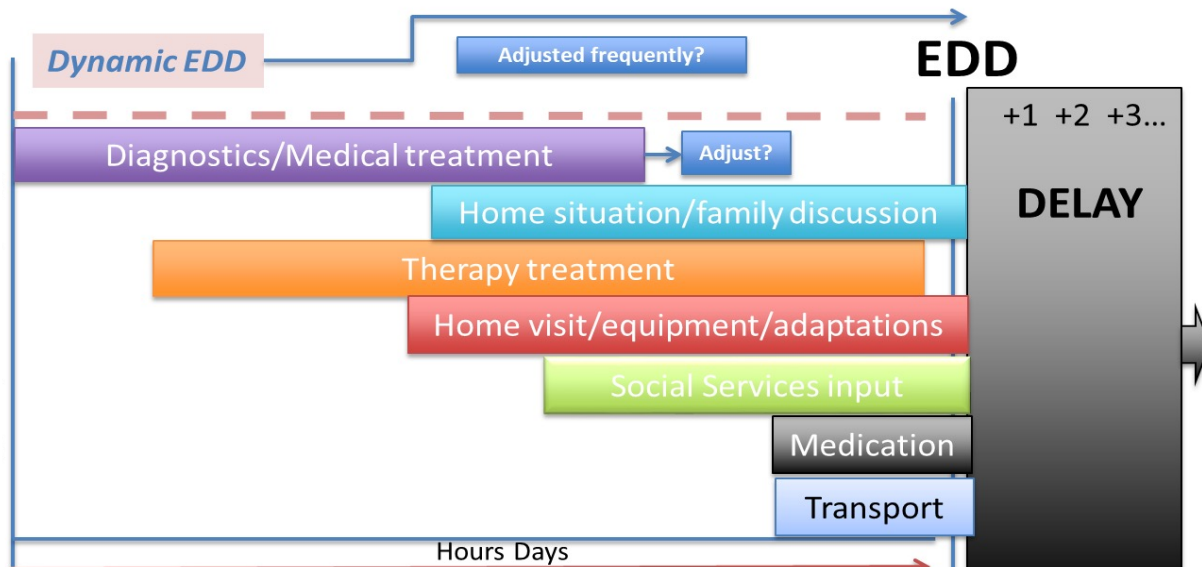 Dynamic EDD
Adjusted frequently?
EDD
+1 +2 +3...
Diagnostics/Medical treatment
Adjust?
DELAY
Home situation/family discussion
Therapy treatment
Home visit/equipment/adaptations
Social Services input
Medication
Transport
Hours Days